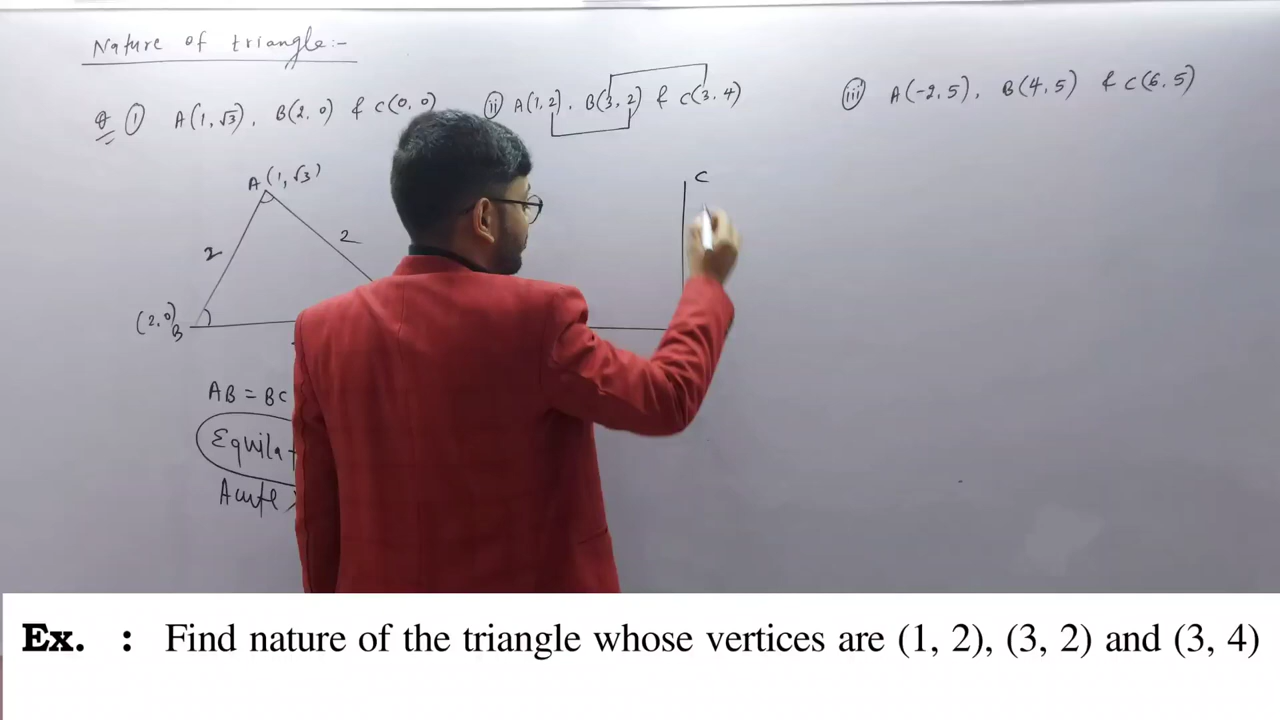 Nature of triangle:-
Q (i) A(1, √3), B(2, 0) & C(0, 0)
(ii) A(1, 2), B(3, 2) & C(3, 4)
(iii) A(-2, 5), B(4, 5) & C(6, 5)
A (1, √3)
C
2
2
(2, 0)
B
AB = BC
Equilat
Acute
Ex. : Find nature of the triangle whose vertices are (1, 2), (3, 2) and (3, 4)